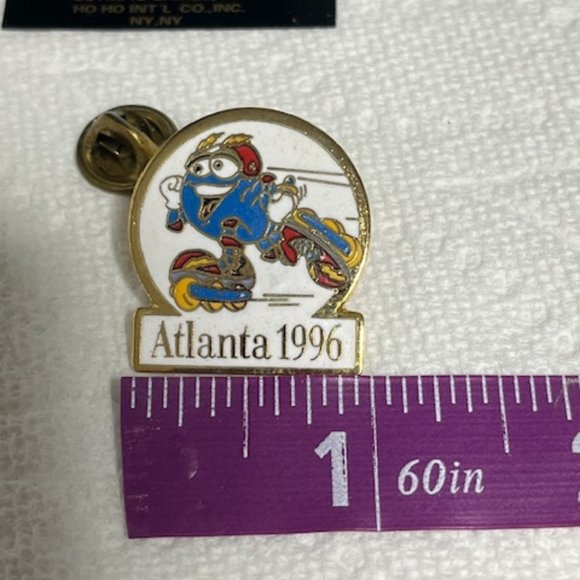 HO HO INT'L CO., INC.
NY, NY
Atlanta 1996
1
60in